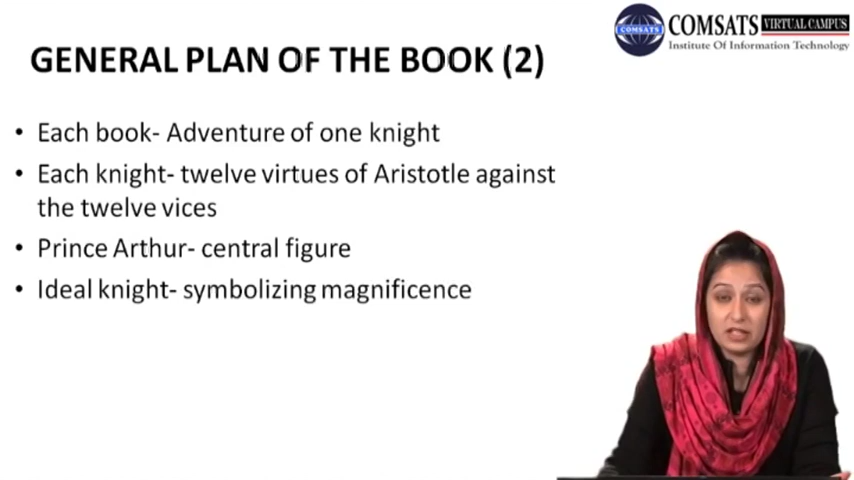 COMSATS VIRTUAL CAMPUS
COMSATS
Institute Of Information Technology
GENERAL PLAN OF THE BOOK (2)
• Each book- Adventure of one knight
• Each knight- twelve virtues of Aristotle against
the twelve vices
• Prince Arthur- central figure
• Ideal knight- symbolizing magnificence